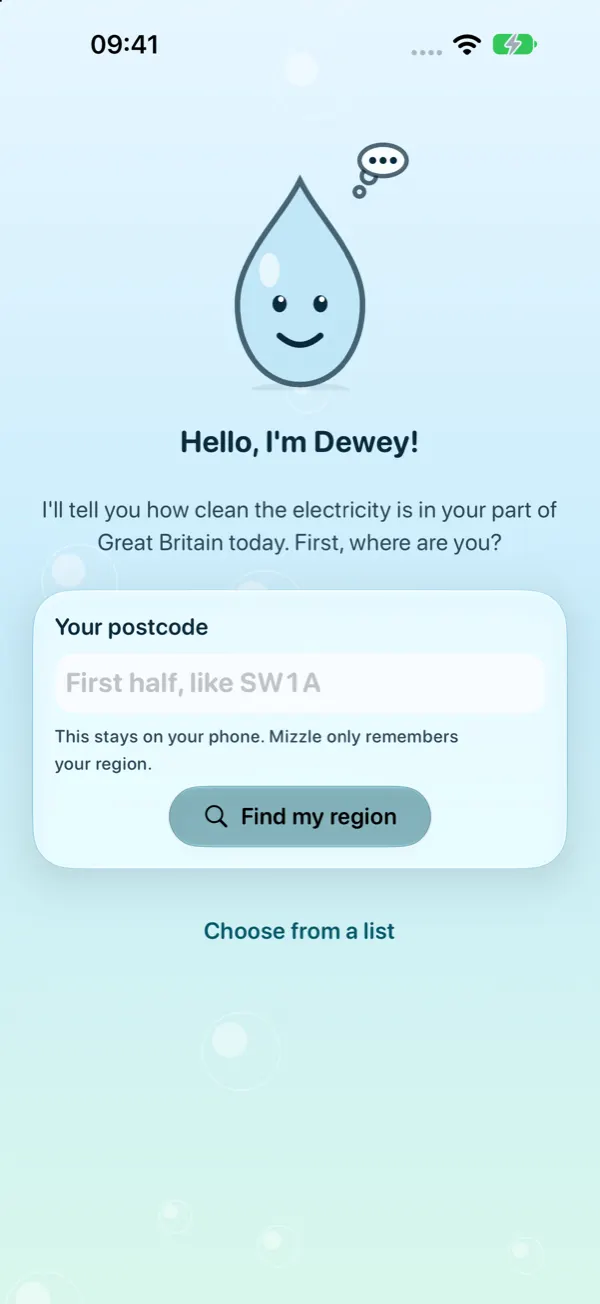 09:41
Hello, I'm Dewey!
I'll tell you how clean the electricity is in your part of
Great Britain today. First, where are you?
Your postcode
First half, like SW1A
This stays on your phone. Mizzle only remembers
your region.
Find my region
Choose from a list